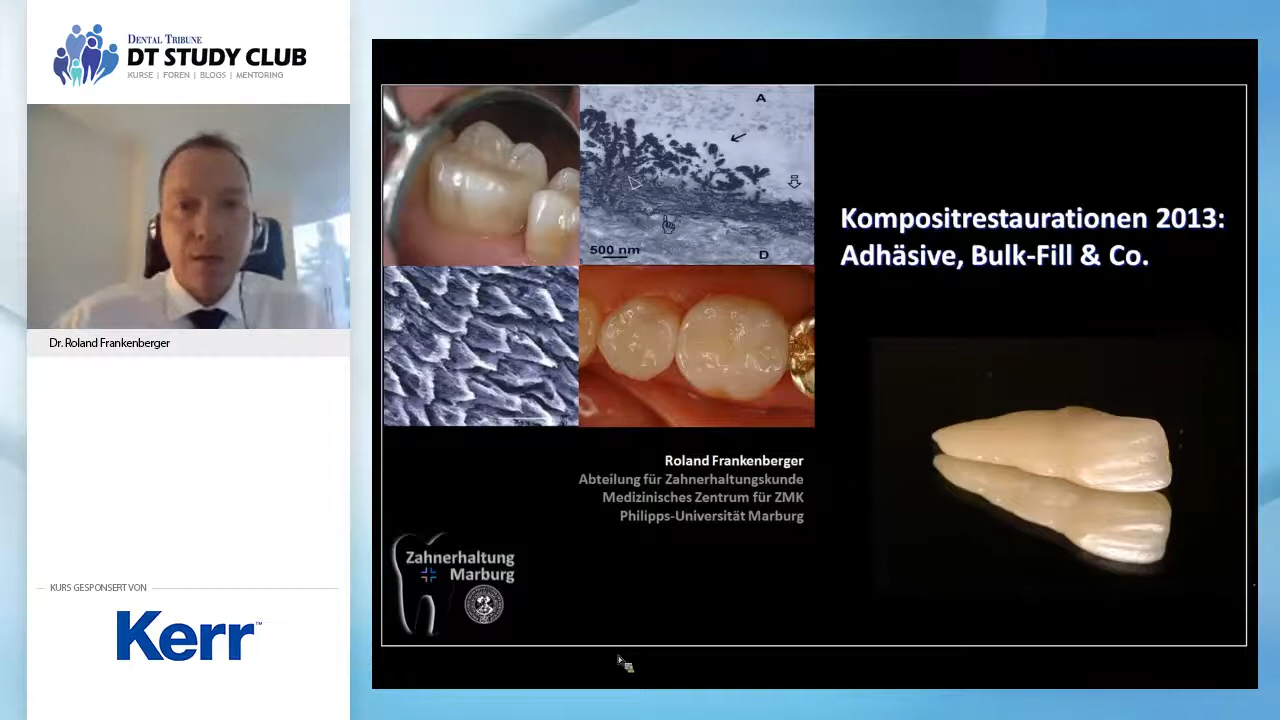 DENTAL TRIBUNE
DT STUDY CLUB
KURSE | FOREN | BLOGS | MENTORING
Dr. Roland Frankenberger
KURS GESPONSERT VON
Kerr™
A
500 nm
D
Kompositrestaurationen 2013:
Adhäsive, Bulk-Fill & Co.
Roland Frankenberger
Abteilung für Zahnerhaltungskunde
Medizinisches Zentrum für ZMK
Philipps-Universität Marburg
Zahnerhaltung
Marburg